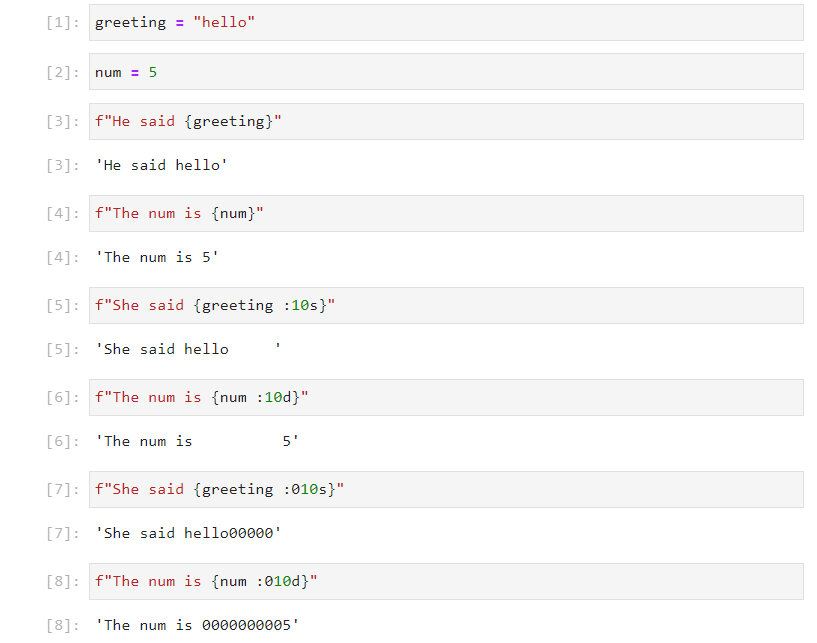 [1]: greeting = "hello"
[2]: num = 5
[3]: f"He said {greeting}"
[3]: 'He said hello'
[4]: f"The num is {num}"
[4]: 'The num is 5'
[5]: f"She said {greeting :10s}"
[5]: 'She said hello     '
[6]: f"The num is {num :10d}"
[6]: 'The num is          5'
[7]: f"She said {greeting :010s}"
[7]: 'She said hello00000'
[8]: f"The num is {num :010d}"
[8]: 'The num is 0000000005'